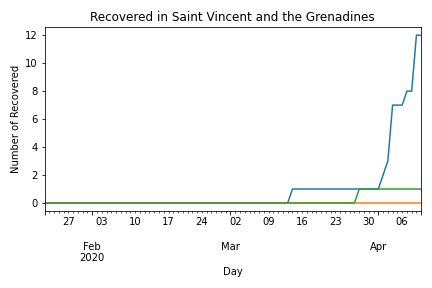 Recovered in Saint Vincent and the Grenadines
Number of Recovered
12
10
8
6
4
2
0
27 03 10 17 24 02 09 16 23 30 06
Feb Mar Apr
2020
Day